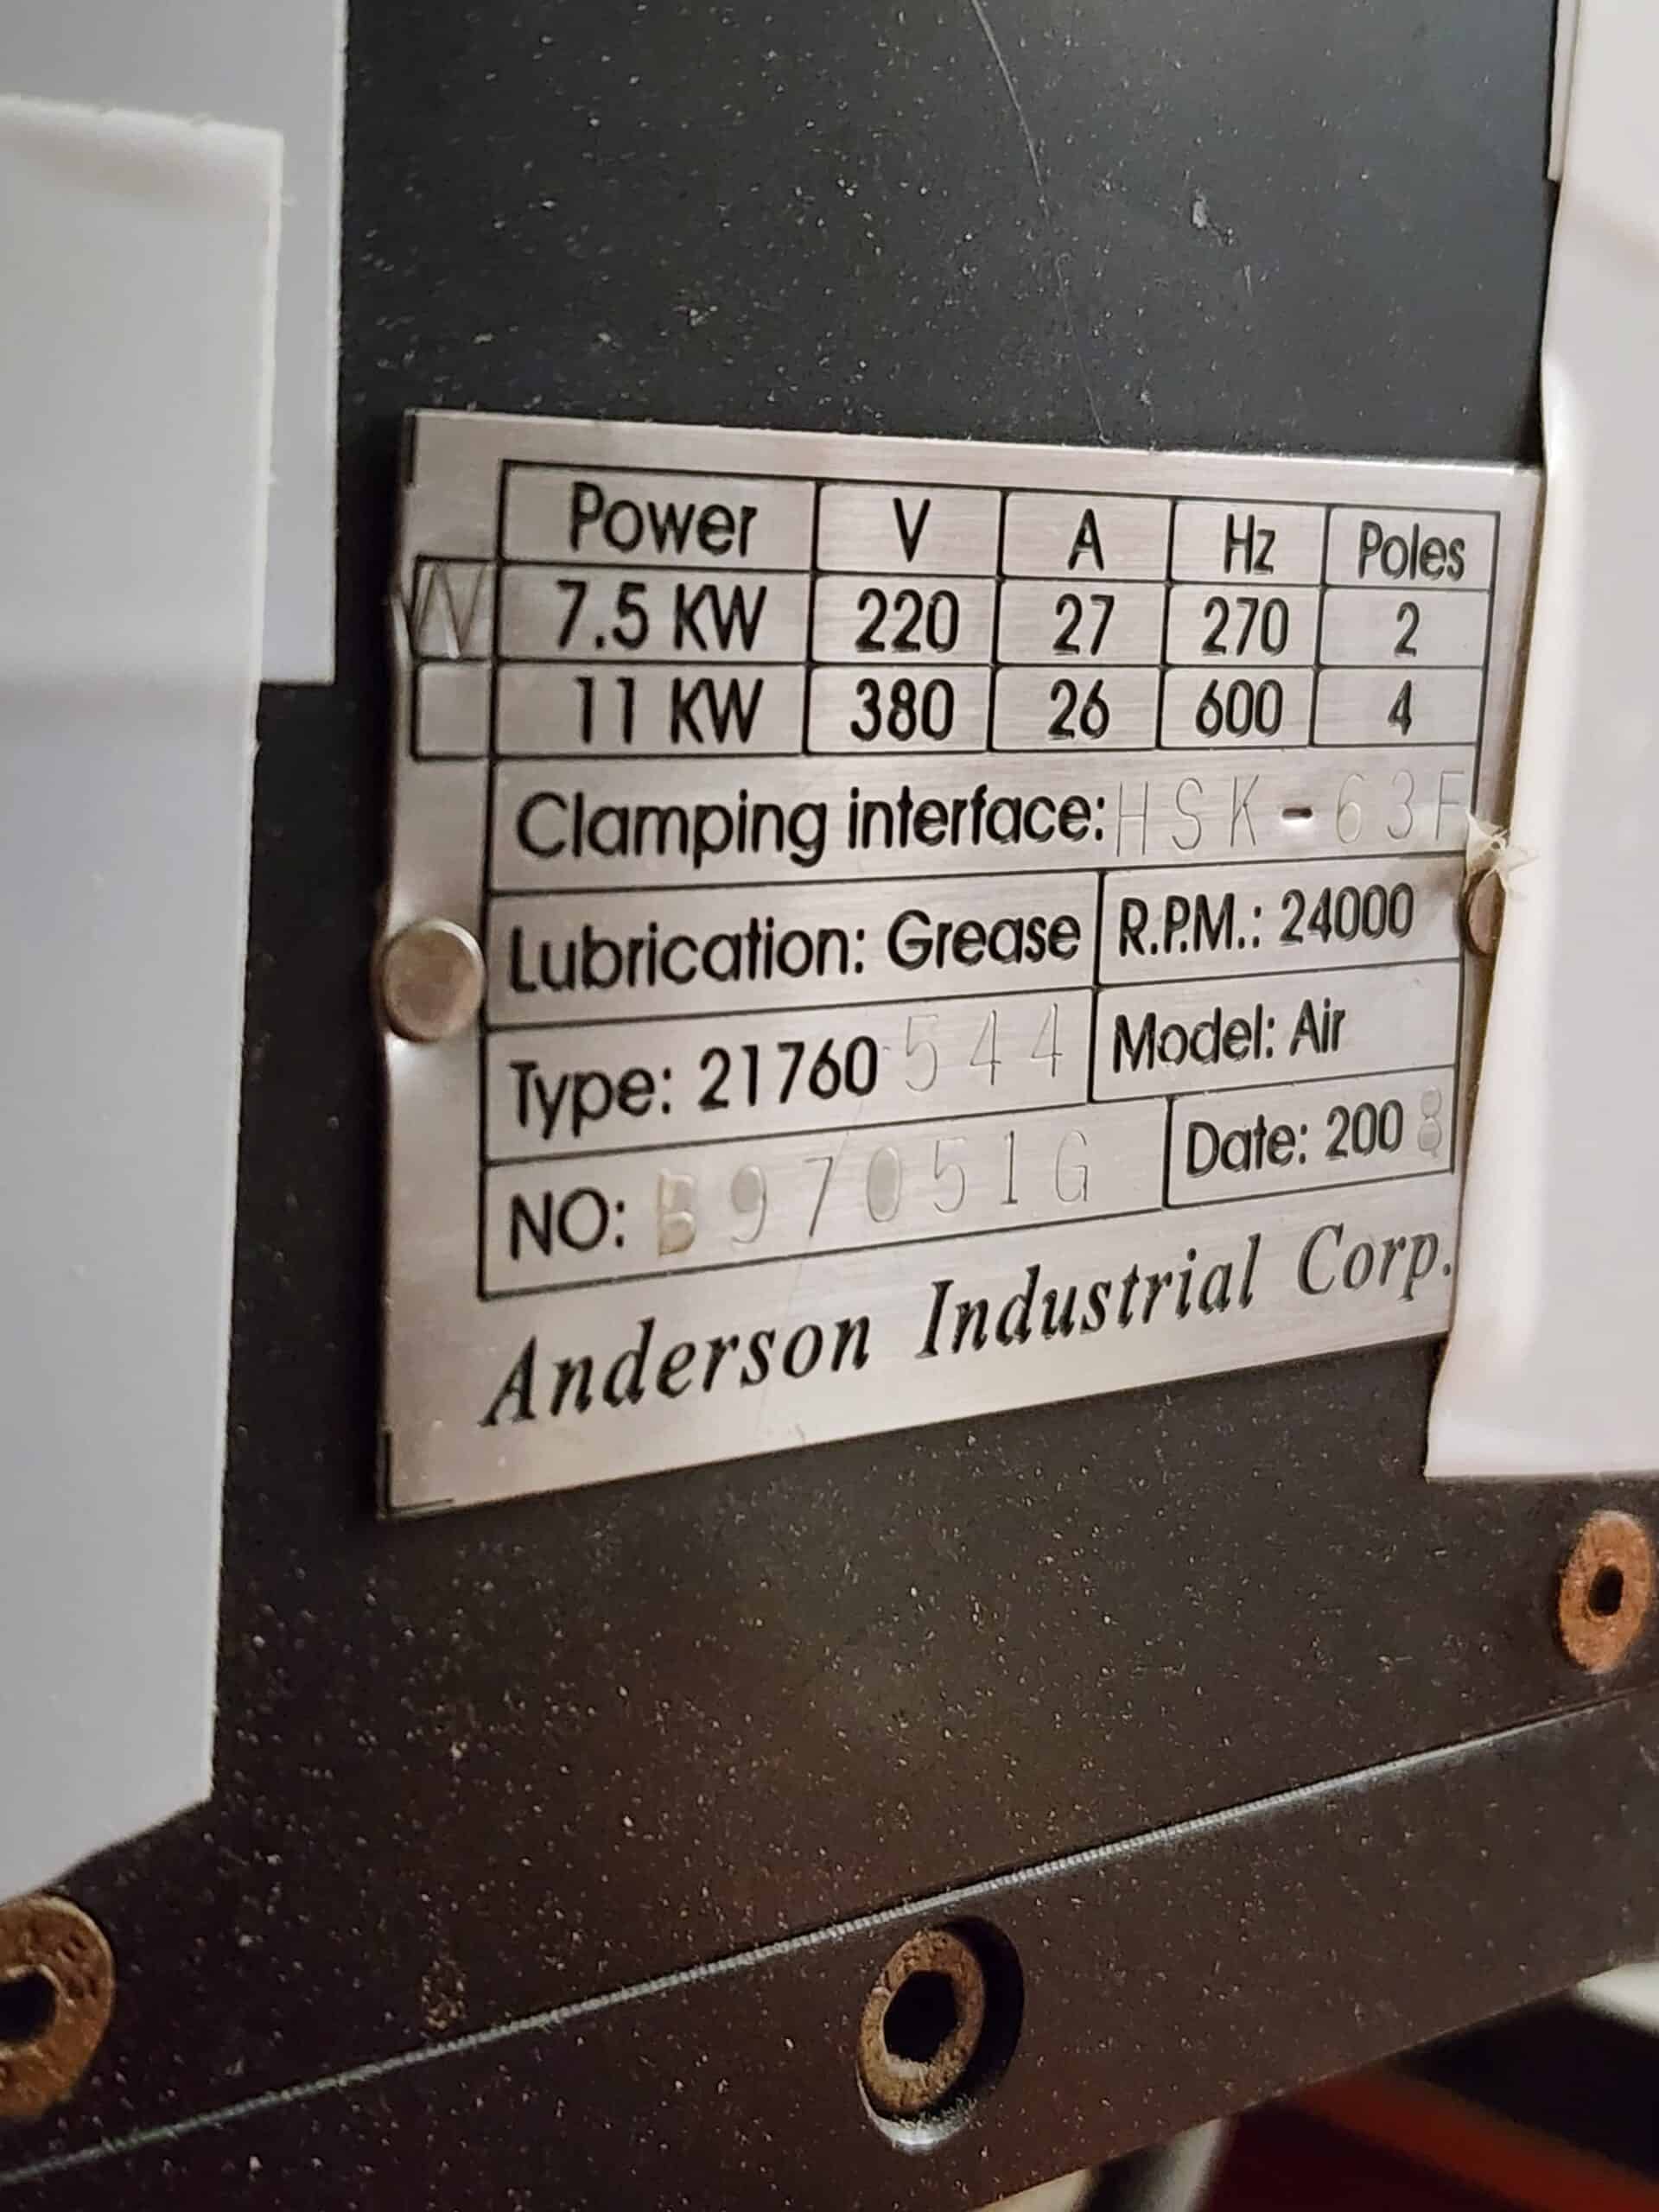 Power V A Hz Poles
7.5 KW 220 27 270 2
11 KW 380 26 600 4
Clamping interface: HSK-63F
Lubrication: Grease R.P.M.: 24000
Type: 21760 544 Model: Air
NO: B97051G Date: 2008
Anderson Industrial Corp.